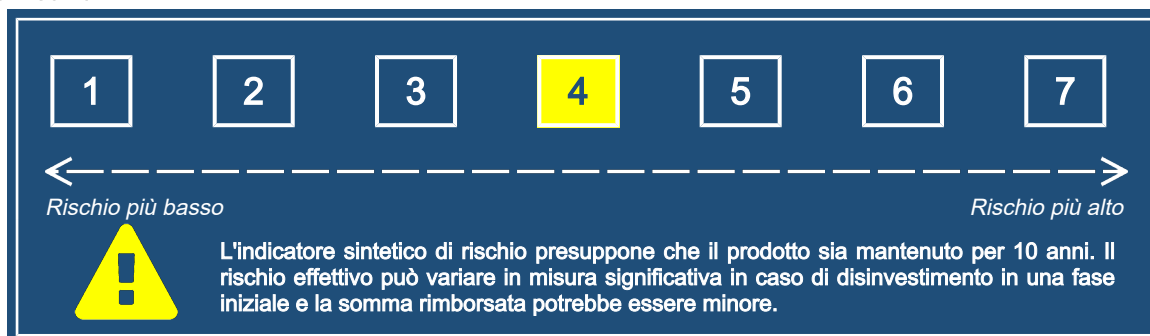 1 2 3 4 5 6 7
Rischio più basso Rischio più alto
L'indicatore sintetico di rischio presuppone che il prodotto sia mantenuto per 10 anni. Il
rischio effettivo può variare in misura significativa in caso di disinvestimento in una fase
iniziale e la somma rimborsata potrebbe essere minore.